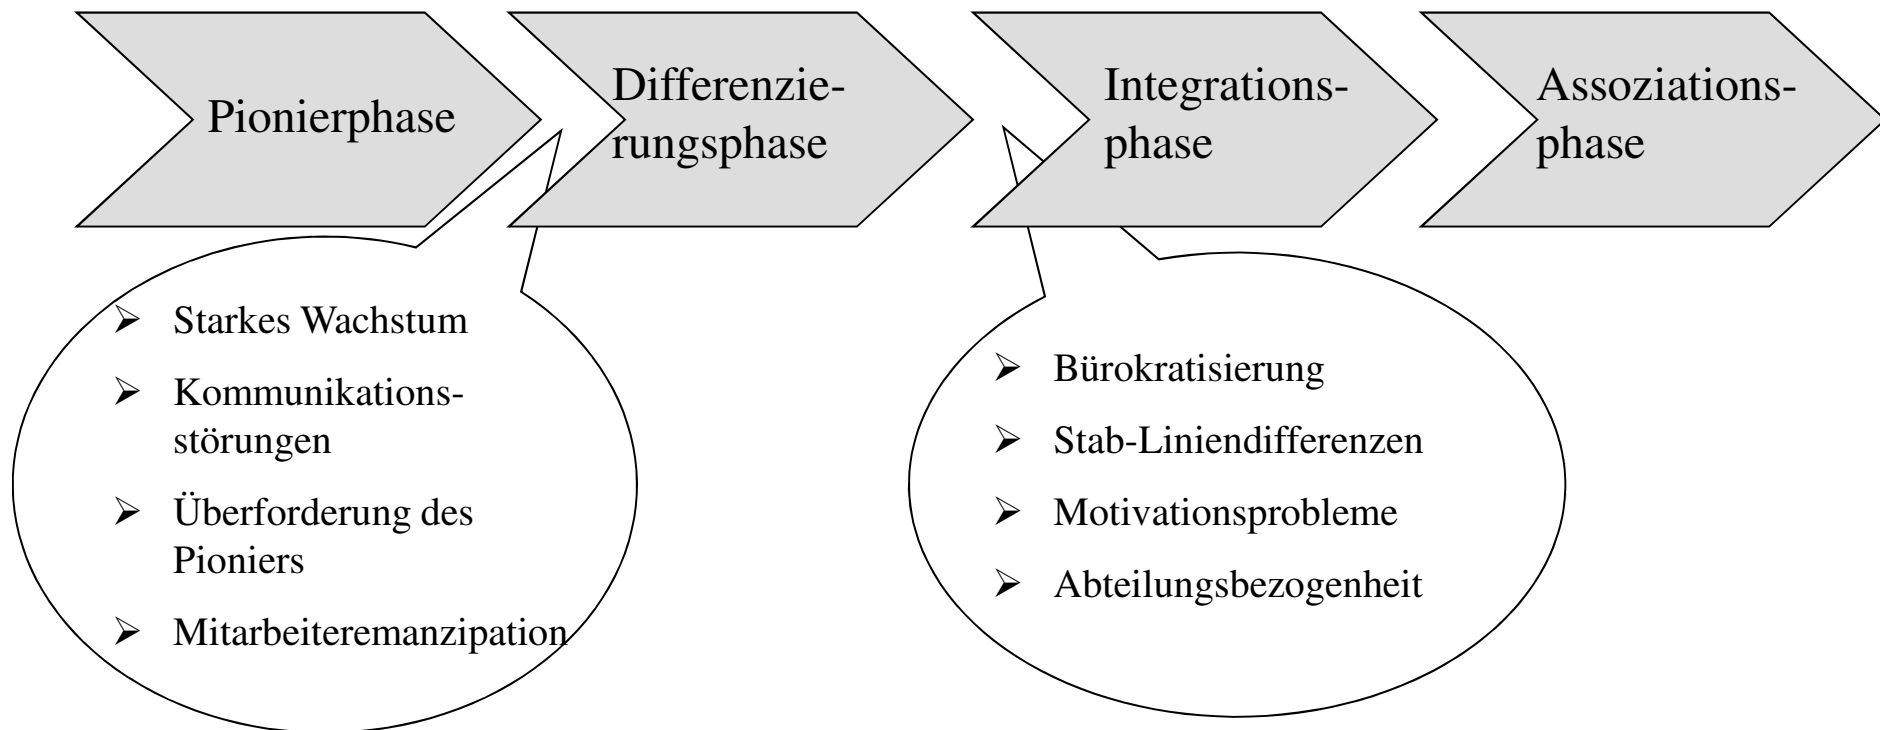 Pionierphase
Differenzie-
rungsphase
Integrations-
phase
Assoziations-
phase
Starkes Wachstum
Kommunikations-
störungen
Überforderung des
Pioniers
Mitarbeiteremanzipation
Bürokratisierung
Stab-Liniendifferenzen
Motivationsprobleme
Abteilungsbezogenheit